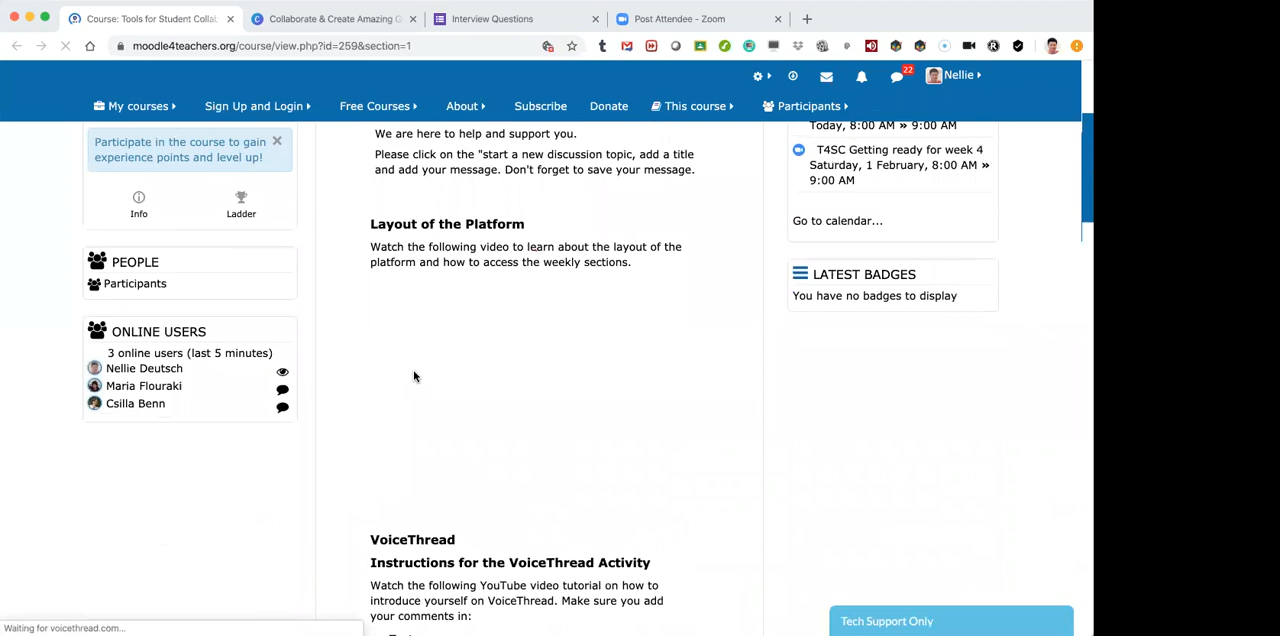 Course: Tools for Student Collab
Collaborate & Create Amazing G
Interview Questions
Post Attendee - Zoom
moodle4teachers.org/course/view.php?id=259&section=1
22
Nellie
My courses
Sign Up and Login
Free Courses
About
Subscribe
Donate
This course
Participants
Participate in the course to gain
experience points and level up!
Info
Ladder
PEOPLE
Participants
ONLINE USERS
3 online users (last 5 minutes)
Nellie Deutsch
Maria Flouraki
Csilla Benn
We are here to help and support you.
Please click on the "start a new discussion topic, add a title
and add your message. Don't forget to save your message.
Layout of the Platform
Watch the following video to learn about the layout of the
platform and how to access the weekly sections.
VoiceThread
Instructions for the VoiceThread Activity
Watch the following YouTube video tutorial on how to
introduce yourself on VoiceThread. Make sure you add
your comments in:
Today, 8:00 AM » 9:00 AM
T4SC Getting ready for week 4
Saturday, 1 February, 8:00 AM »
9:00 AM
Go to calendar...
LATEST BADGES
You have no badges to display
Tech Support Only
Waiting for voicethread.com...